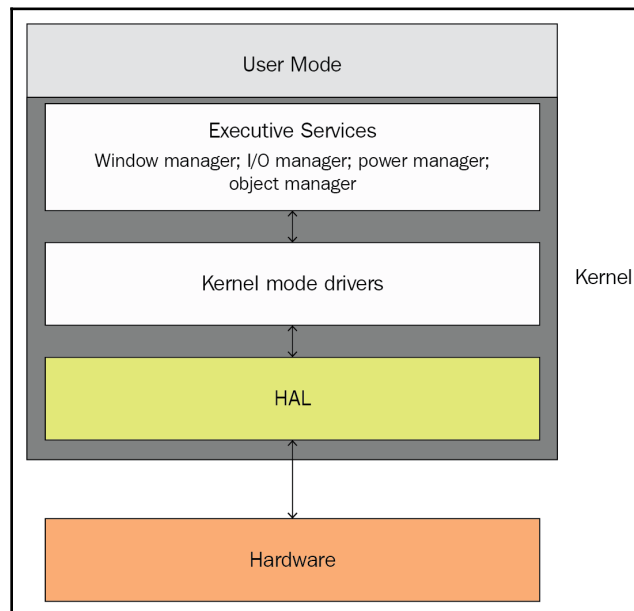 User Mode
Executive Services
Window manager; I/O manager; power manager;
object manager
Kernel mode drivers
Kernel
HAL
Hardware